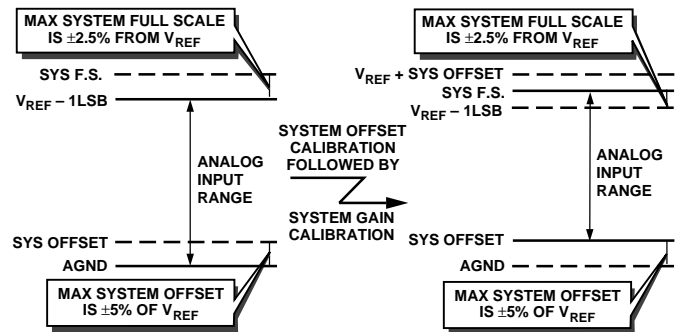 MAX SYSTEM FULL SCALE
IS ±2.5% FROM VREF
SYS F.S.
VREF – 1LSB
ANALOG
INPUT
RANGE
SYS OFFSET
AGND
MAX SYSTEM OFFSET
IS ±5% OF VREF
SYSTEM OFFSET
CALIBRATION
FOLLOWED BY
SYSTEM GAIN
CALIBRATION
MAX SYSTEM FULL SCALE
IS ±2.5% FROM VREF
VREF + SYS OFFSET
SYS F.S.
VREF – 1LSB
ANALOG
INPUT
RANGE
SYS OFFSET
AGND
MAX SYSTEM OFFSET
IS ±5% OF VREF